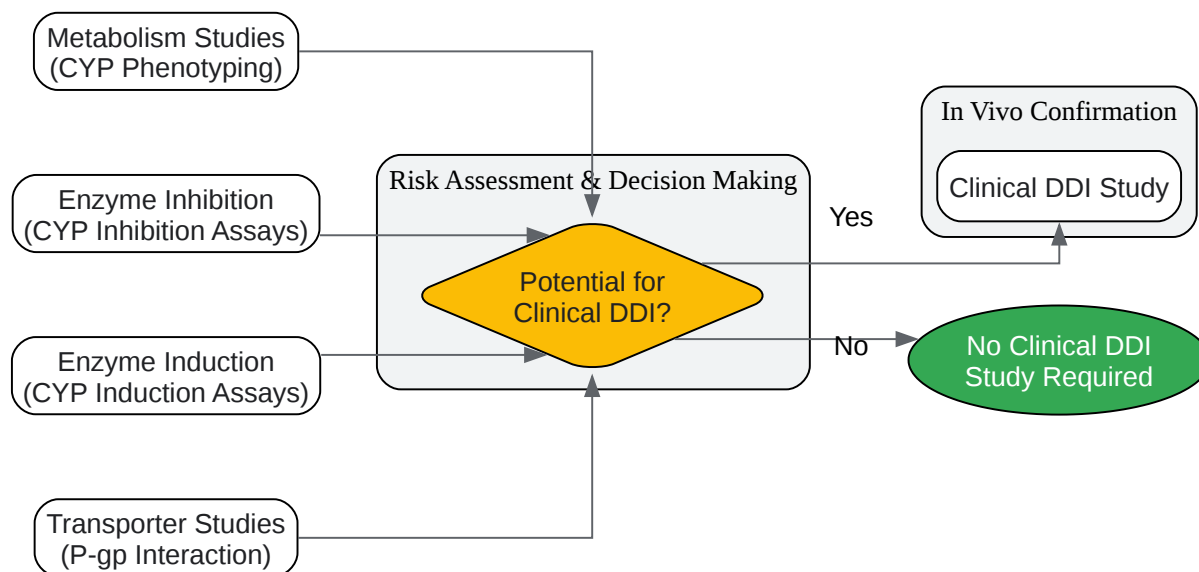 Metabolism Studies
(CYP Phenotyping)
In Vivo Confirmation
Clinical DDI Study
Risk Assessment & Decision Making
Enzyme Inhibition
(CYP Inhibition Assays)
Yes
Potential for
Clinical DDI?
Enzyme Induction
(CYP Induction Assays)
No
No Clinical DDI
Study Required
Transporter Studies
(P-gp Interaction)